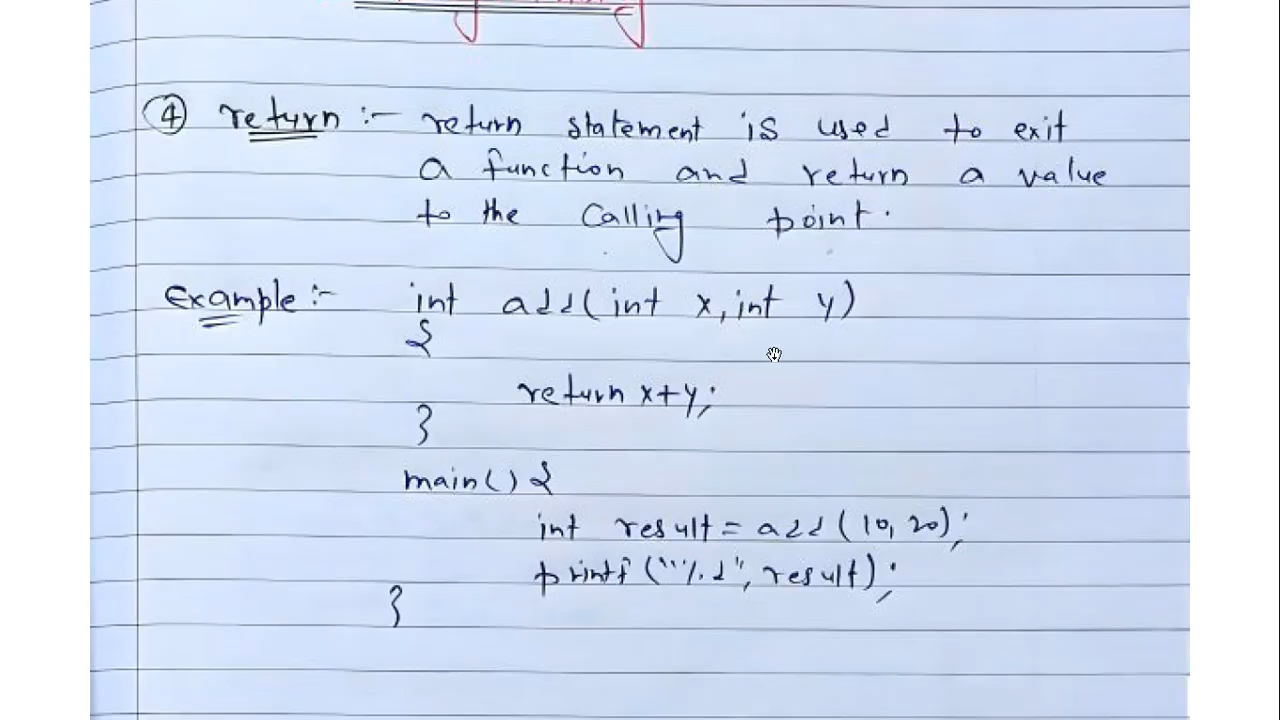 ④ return :- return statement is used to exit
a function and return a value
to the calling point.
Example :- int add(int x, int y)
{
return x+y;
}
main() {
int result = add(10, 20);
printf("%d", result);
}